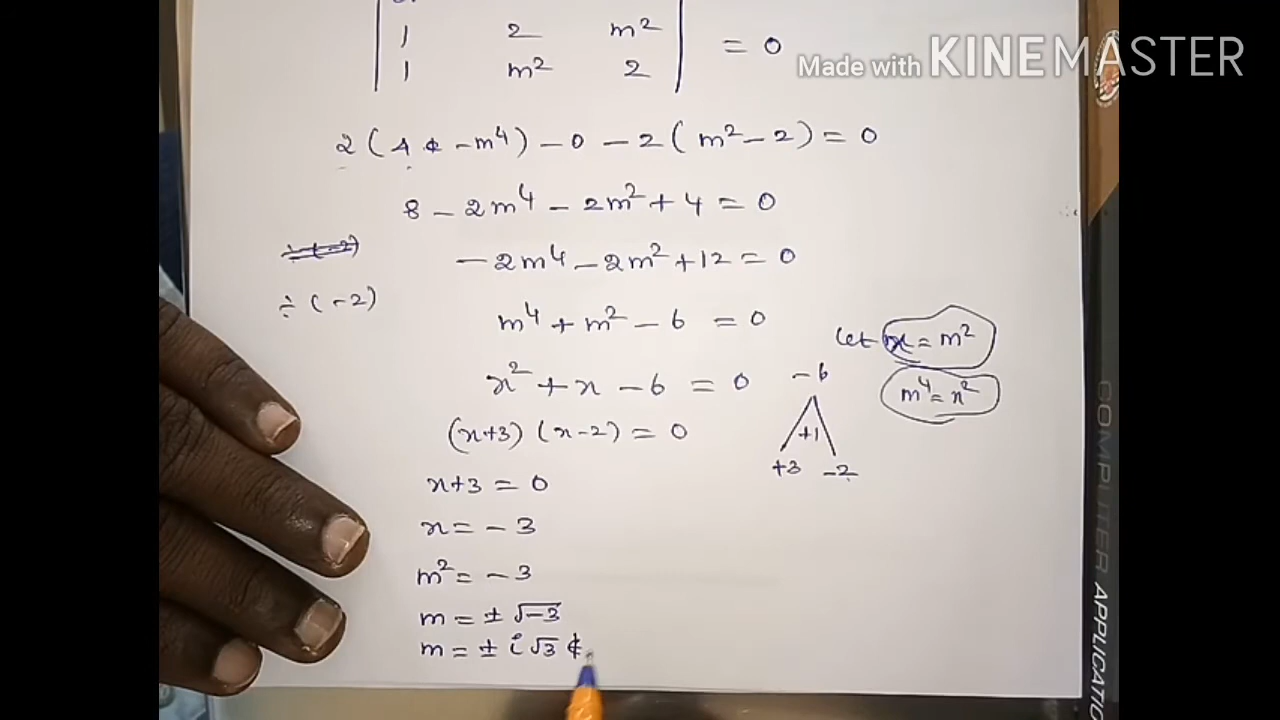 1 2 m²
1 m² 2 = 0
Made with KINEMASTER
2(4 - m⁴) - 0 - 2(m² - 2) = 0
8 - 2m⁴ - 2m² + 4 = 0
÷(-2)
-2m⁴ - 2m² + 12 = 0
÷(-2)
m⁴ + m² - 6 = 0
let x = m²
x² + x - 6 = 0
-6
m⁴ = x²
(x+3) (x-2) = 0
+1
+3 -2
x+3 = 0
x = -3
m² = -3
m = ± √-3
m = ± i √3 ∉
COMPUTER APPLICATIO